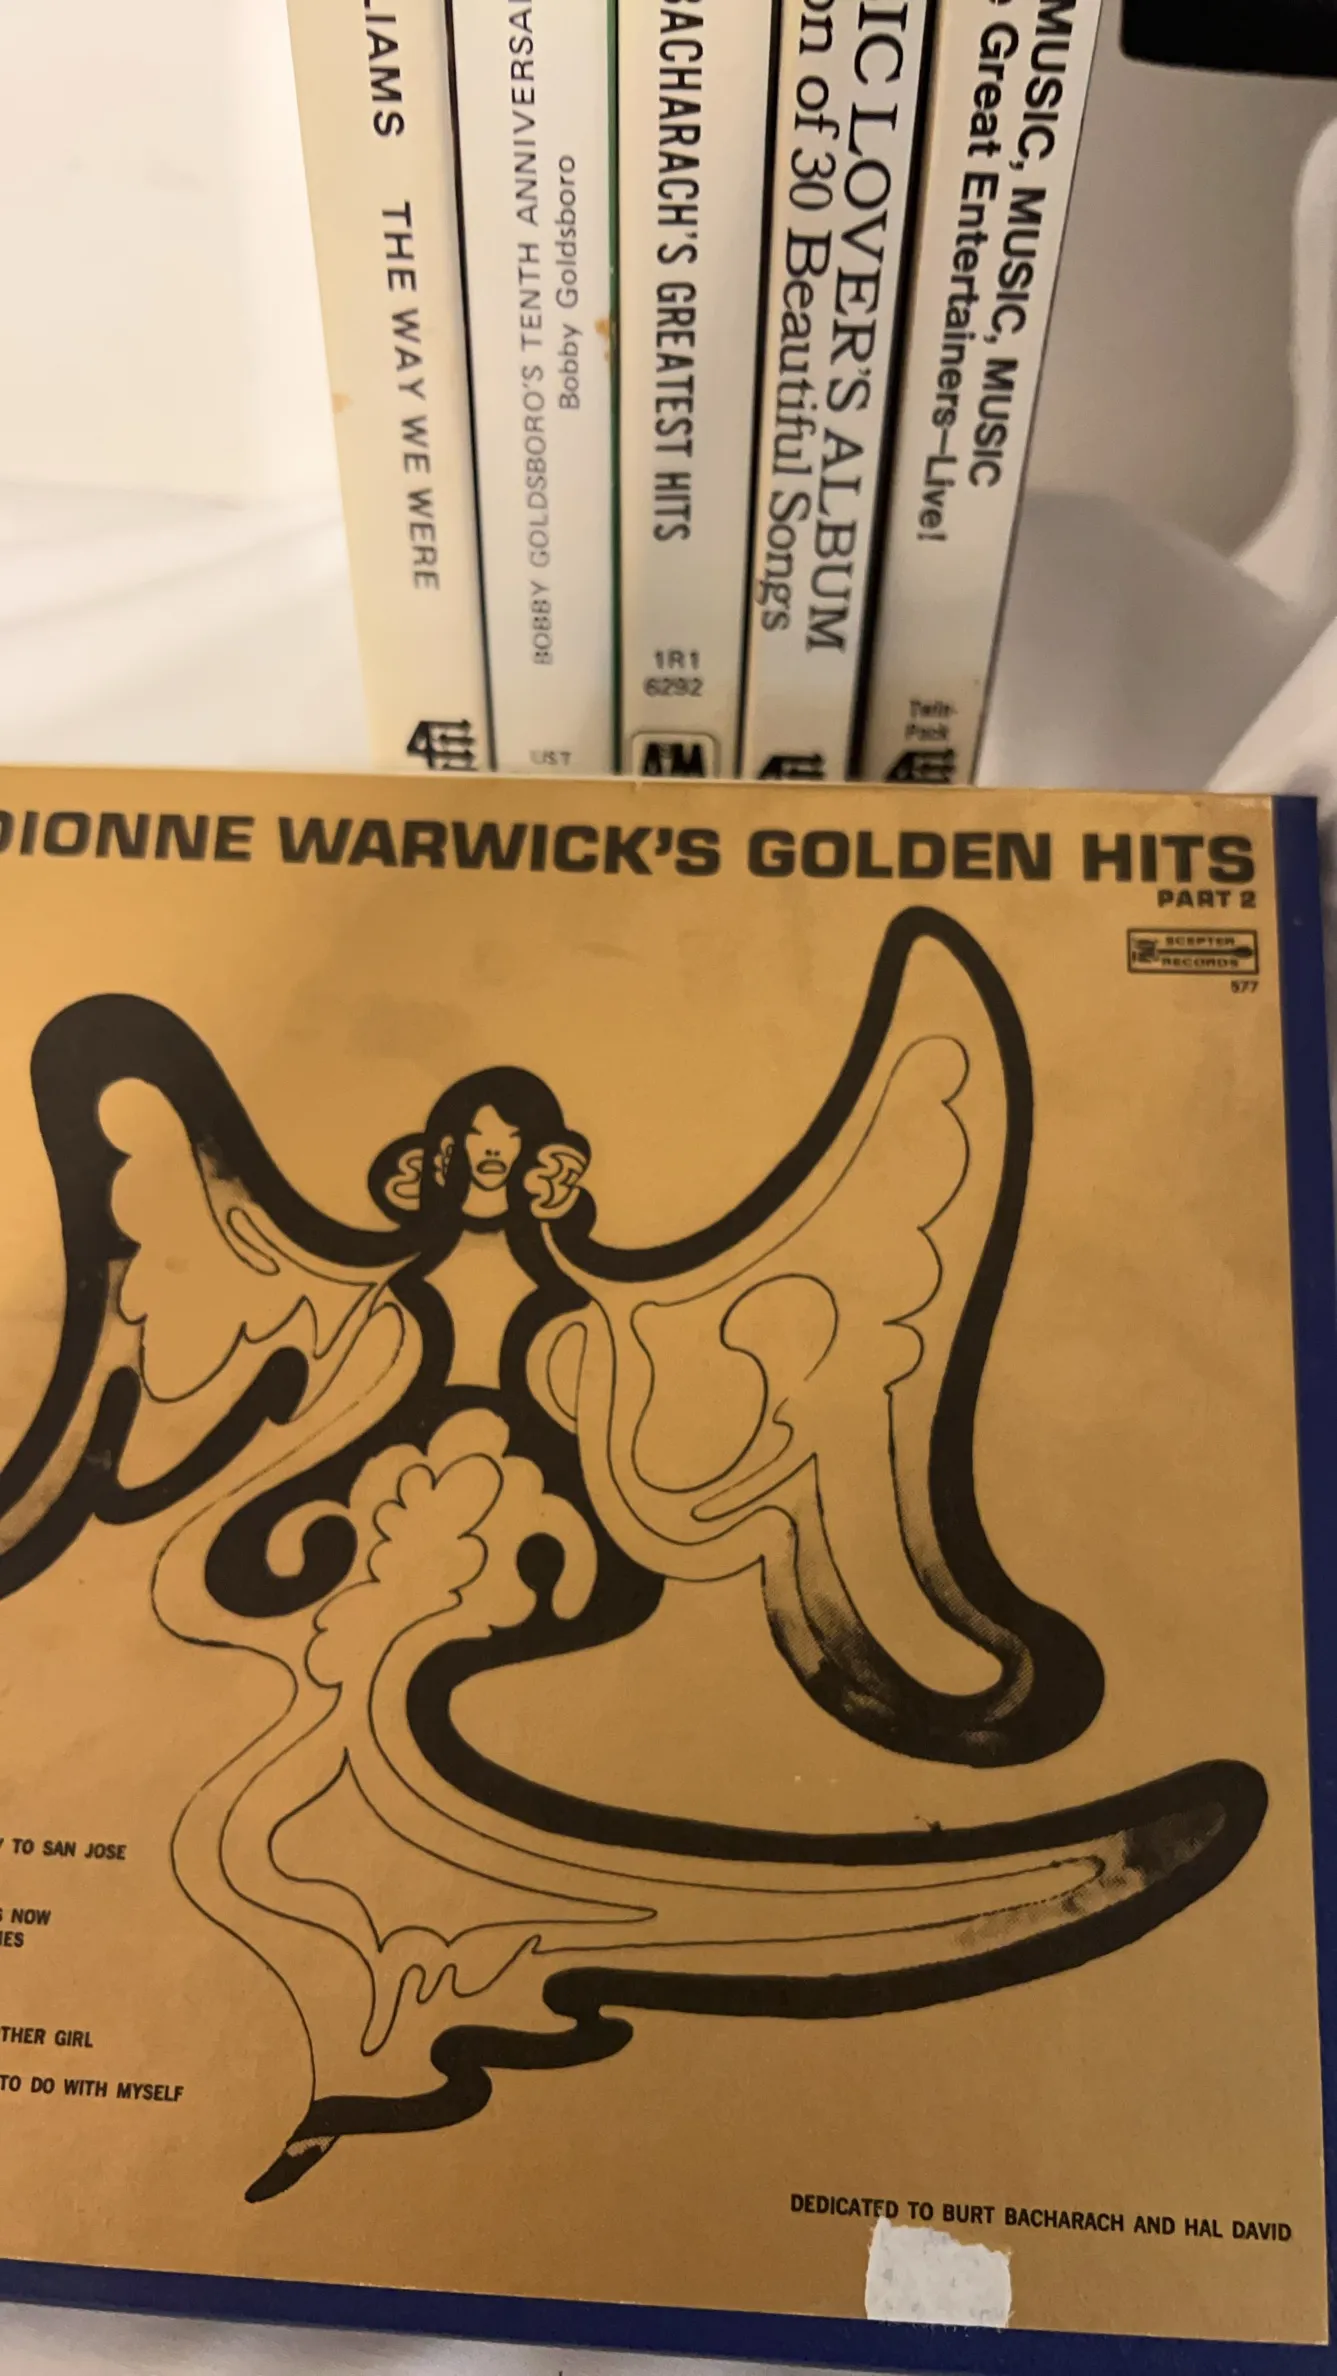 LIAMS THE WAY WE WERE
BOBBY GOLDSBORO'S TENTH ANNIVERSA
Bobby Goldsboro
UST
BACHARACH'S GREATEST HITS
1R1
6292
IC LOVER'S ALBUM
on of 30 Beautiful Songs
MUSIC, MUSIC, MUSIC
e Great Entertainers—Live!
Twin-
Pack
DIONNE WARWICK'S GOLDEN HITS
PART 2
SCEPTER
RECORDS
577
Y TO SAN JOSE
S NOW
IES
THER GIRL
TO DO WITH MYSELF
DEDICATED TO BURT BACHARACH AND HAL DAVID